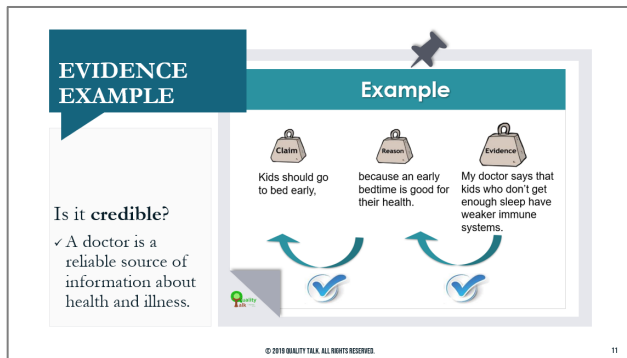 EVIDENCE
EXAMPLE
Is it credible?
✓ A doctor is a
reliable source of
information about
health and illness.
Example
Claim
Kids should go
to bed early,
Reason
because an early
bedtime is good for
their health.
Evidence
My doctor says that
kids who don't get
enough sleep have
weaker immune
systems.
Quality
Talk
© 2019 QUALITY TALK. ALL RIGHTS RESERVED.
11